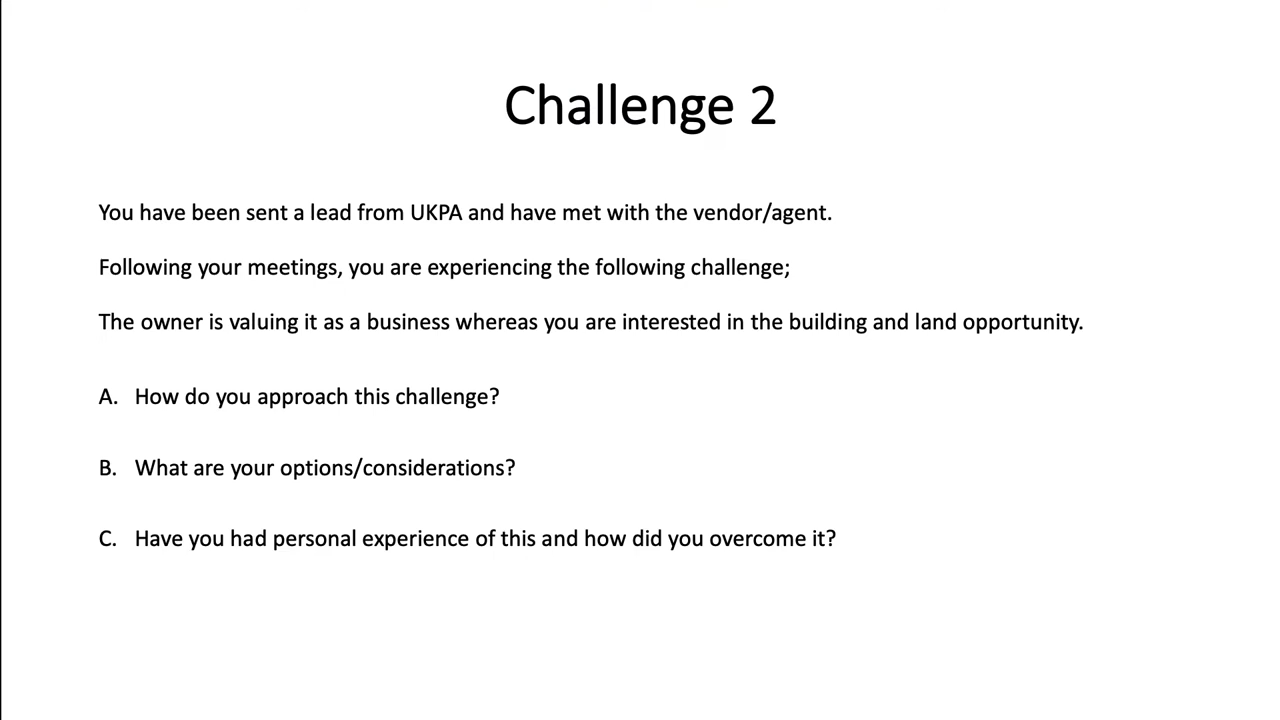 Challenge 2
You have been sent a lead from UKPA and have met with the vendor/agent.
Following your meetings, you are experiencing the following challenge;
The owner is valuing it as a business whereas you are interested in the building and land opportunity.
A. How do you approach this challenge?
B. What are your options/considerations?
C. Have you had personal experience of this and how did you overcome it?